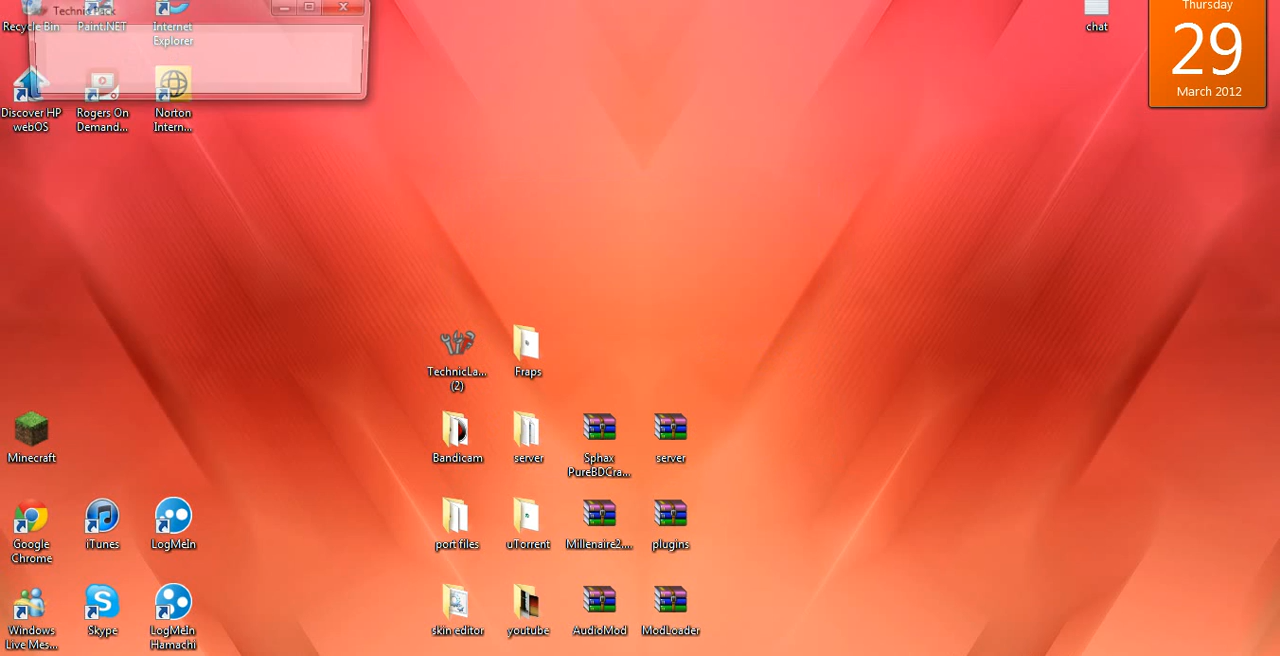 Technic Pack
Recycle Bin
Paint.NET
Internet
Explorer
chat
Thursday
29
March 2012
Discover HP
webOS
Rogers On
Demand...
Norton
Intern...
TechnicLa...
(2)
Fraps
Minecraft
Bandicam
server
Sphax
PureBDCra...
server
Google
Chrome
iTunes
LogMeIn
port files
uTorrent
Millenaire2....
plugins
Windows
Live Mes...
Skype
LogMeIn
Hamachi
skin editor
youtube
AudioMod
ModLoader